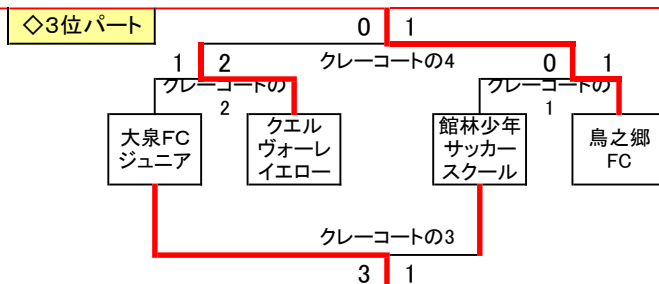 ◇3位パート
0 1
クレーコートの4
1 2
クレーコートの
2
0 1
クレーコートの
1
大泉FC
ジュニア
クエル
ヴォーレ
イエロー
館林少年
サッカー
スクール
鳥之郷
FC
クレーコートの3
3 1